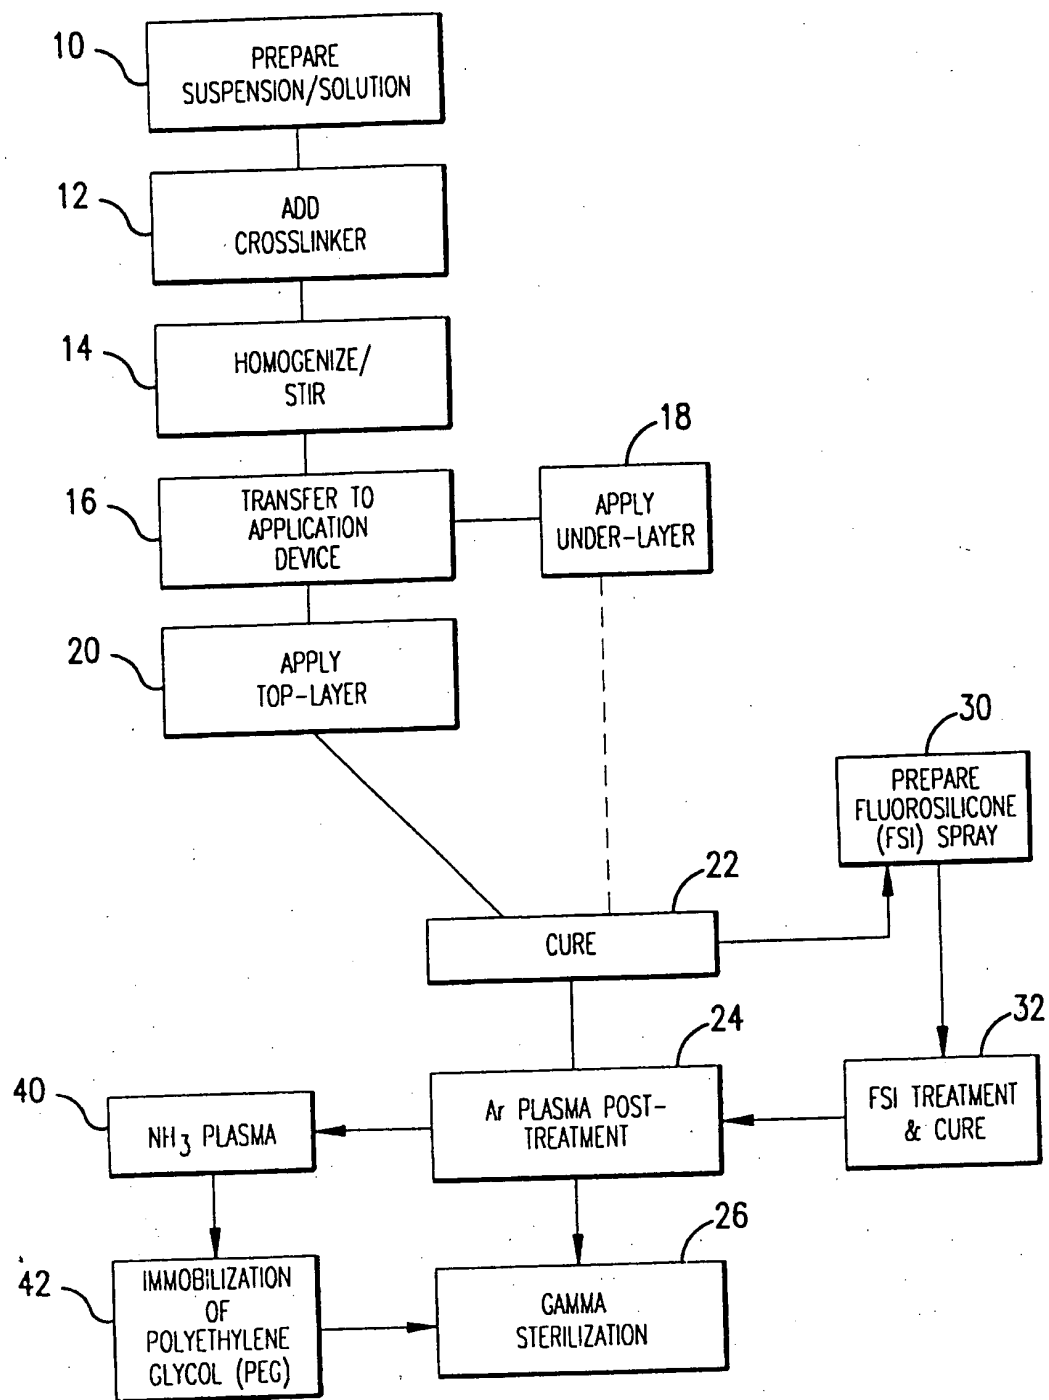 10
PREPARE
SUSPENSION/SOLUTION
12
ADD
CROSSLINKER
14
HOMOGENIZE/
STIR
16
TRANSFER TO
APPLICATION
DEVICE
18
APPLY
UNDER-LAYER
20
APPLY
TOP-LAYER
30
PREPARE
FLUOROSILICONE
(FSI) SPRAY
22
CURE
24
Ar PLASMA POST-
TREATMENT
32
FSI TREATMENT
& CURE
40
NH3 PLASMA
42
IMMOBILIZATION
OF
POLYETHYLENE
GLYCOL (PEG)
26
GAMMA
STERILIZATION